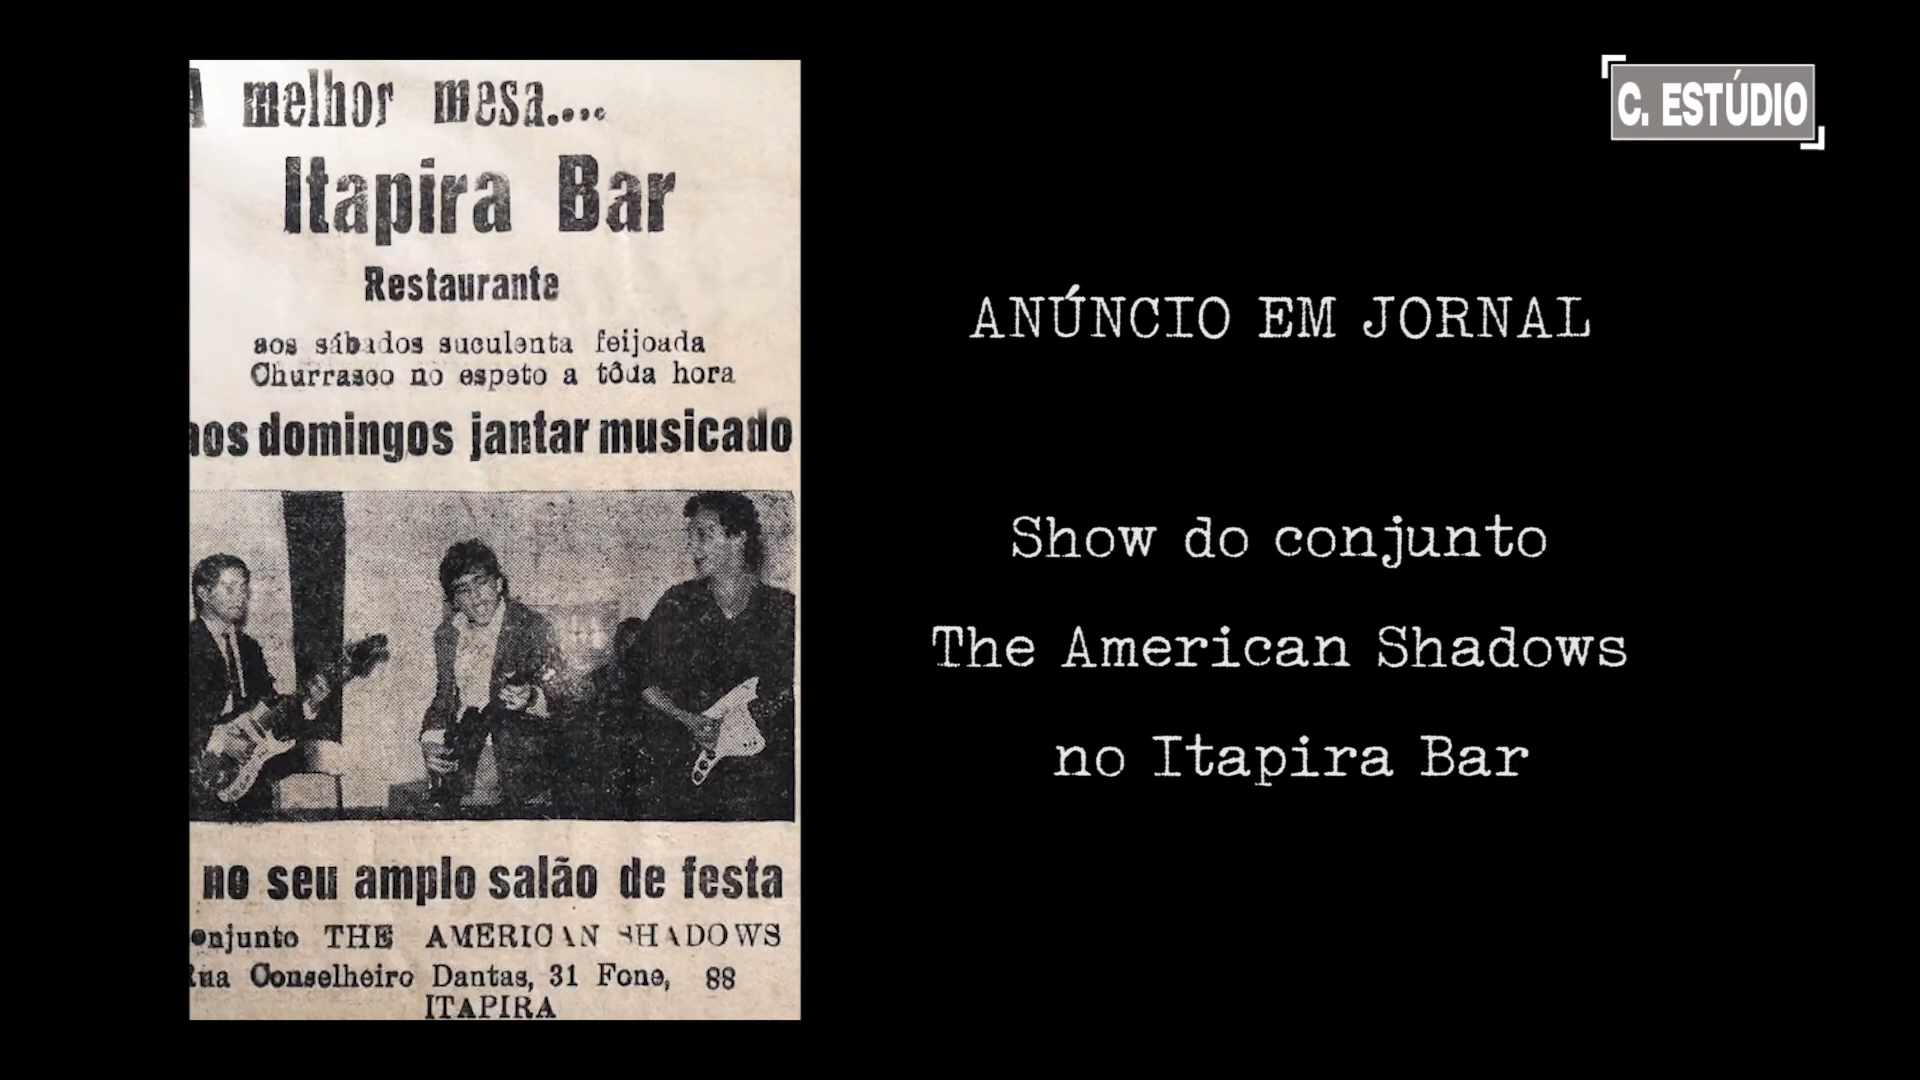 A melhor mesa....
Itapira Bar
Restaurante
aos sábados suculenta feijoada
Churrasco no espeto a tôda hora
aos domingos jantar musicado
no seu amplo salão de festa
onjunto THE AMERICAN SHADOWS
Rua Conselheiro Dantas, 31 Fone, 88
ITAPIRA
C. ESTÚDIO
ANÚNCIO EM JORNAL
Show do conjunto
The American Shadows
no Itapira Bar